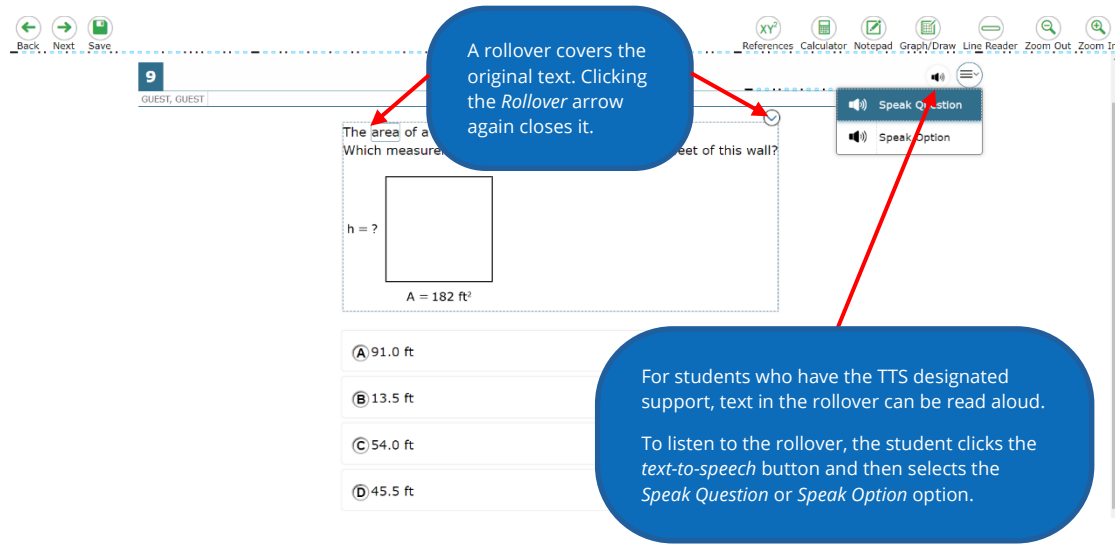 Back Next Save
References Calculator Notepad Graph/Draw Line Reader Zoom Out Zoom In
9
GUEST, GUEST
A rollover covers the
original text. Clicking
the Rollover arrow
again closes it.
Speak Question
Speak Option
The area of a
Which eet of this wall?
h = ?
A = 182 ft²
A 91.0 ft
B 13.5 ft
C 54.0 ft
D 45.5 ft
For students who have the TTS designated
support, text in the rollover can be read aloud.
To listen to the rollover, the student clicks the
text-to-speech button and then selects the
Speak Question or Speak Option option.